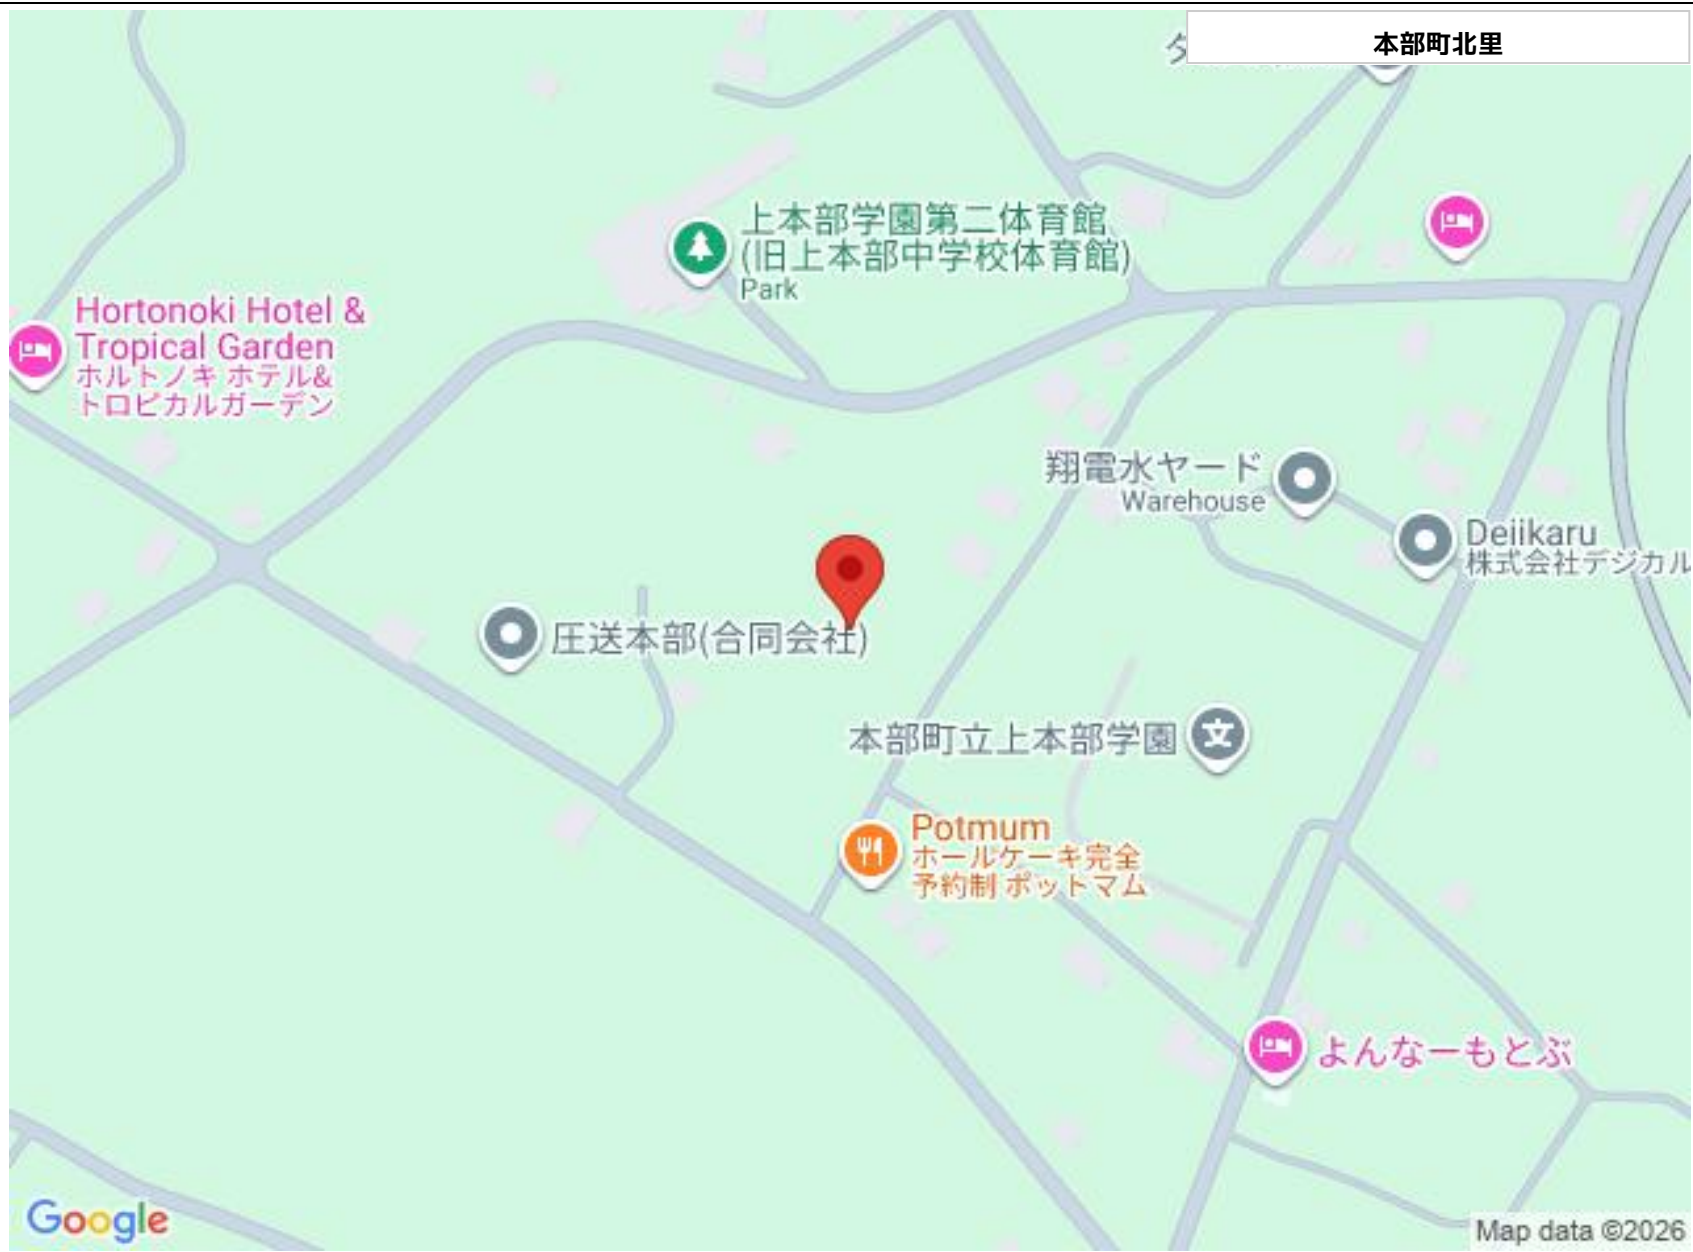 本部町北里
上本部学園第二体育館
(旧上本部中学校体育館)
Park
Hortonoki Hotel &
Tropical Garden
ホルトノキ ホテル&
トロピカルガーデン
翔電水ヤード
Warehouse
Deiikaru
株式会社デジカル
圧送本部(合同会社)
本部町立上本部学園
文
Potmum
ホールケーキ完全
予約制 ポットマム
よんなーもとぶ
Google
Map data ©2026